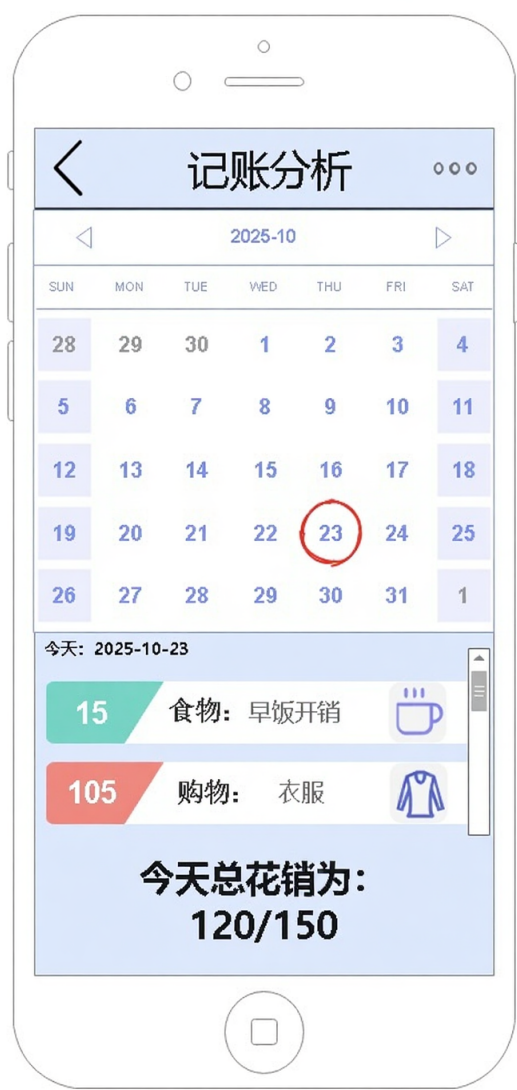 记账分析
2025-10
SUN MON TUE WED THU FRI SAT
28 29 30 1 2 3 4
5 6 7 8 9 10 11
12 13 14 15 16 17 18
19 20 21 22 23 24 25
26 27 28 29 30 31 1
今天：2025-10-23
15 食物：早饭开销
105 购物： 衣服
今天总花销为：
120/150